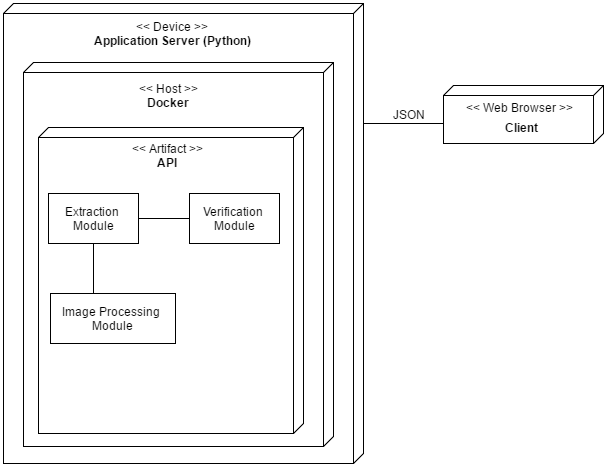 << Device >>
Application Server (Python)
<< Host >>
Docker
<< Artifact >>
API
Extraction
Module
Verification
Module
Image Processing
Module
JSON
<< Web Browser >>
Client